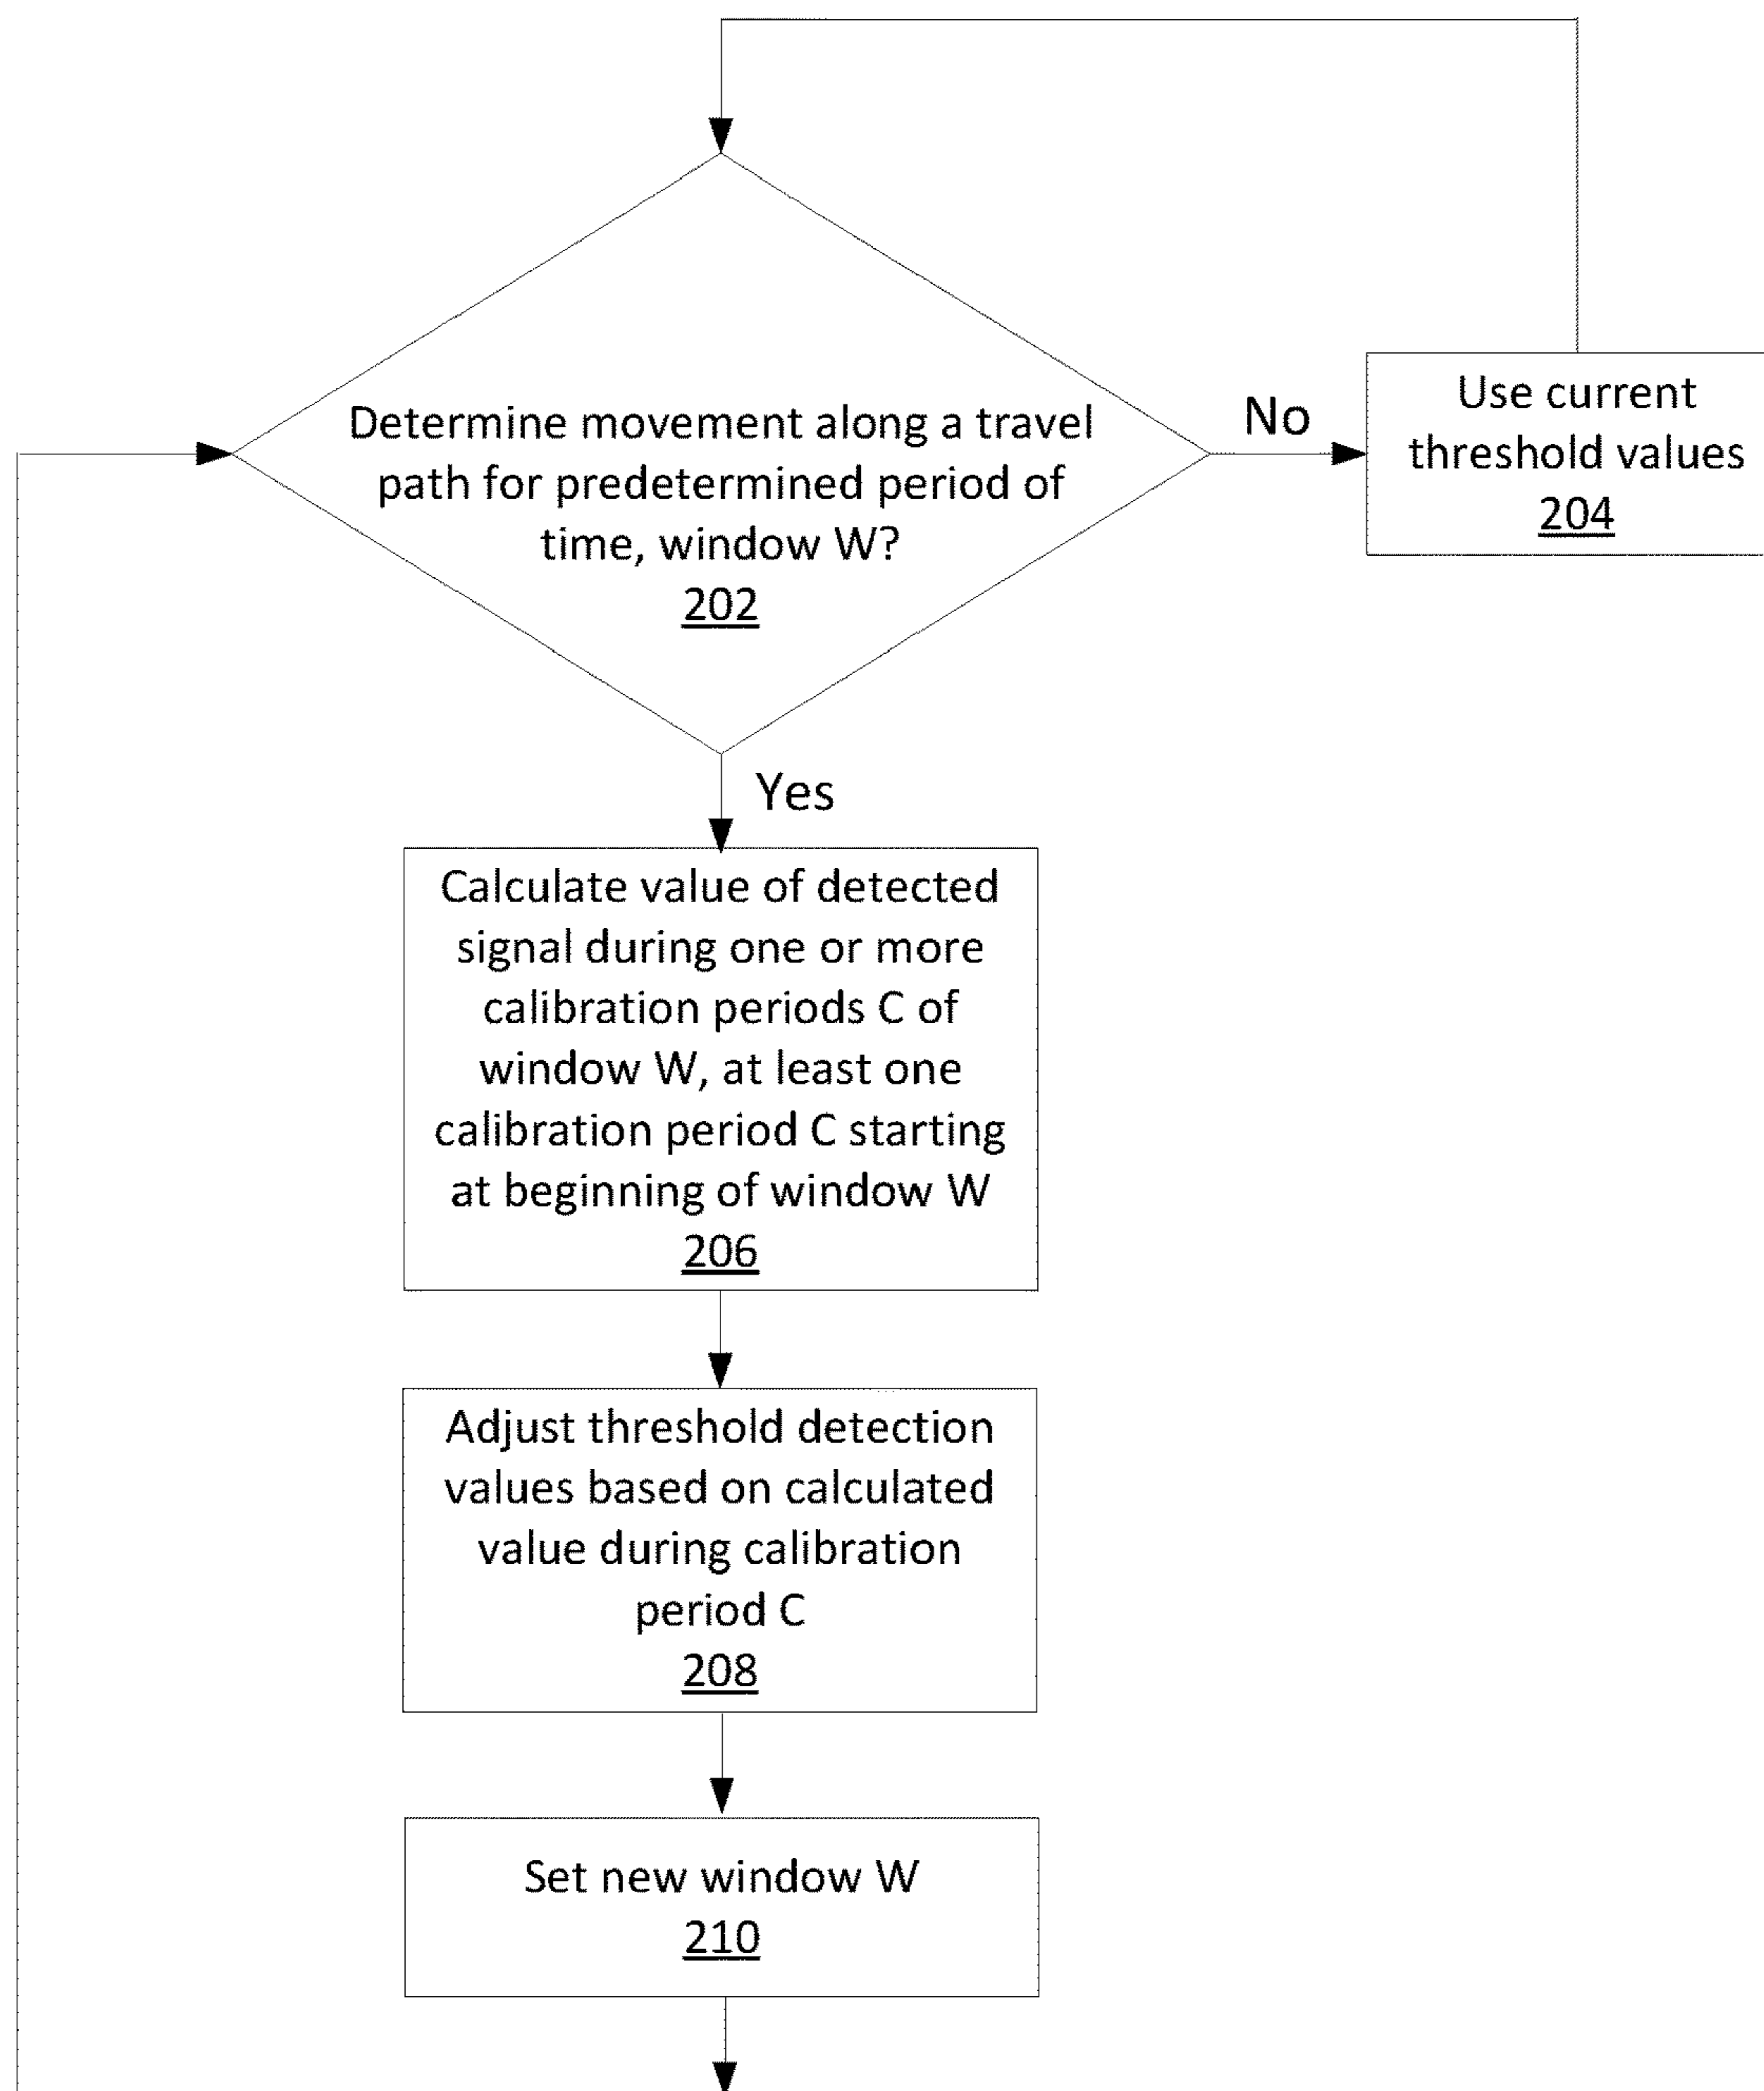 Determine movement along a travel
path for predetermined period of
time, window W?
202
No
Use current
threshold values
204
Yes
Calculate value of detected
signal during one or more
calibration periods C of
window W, at least one
calibration period C starting
at beginning of window W
206
Adjust threshold detection
values based on calculated
value during calibration
period C
208
Set new window W
210